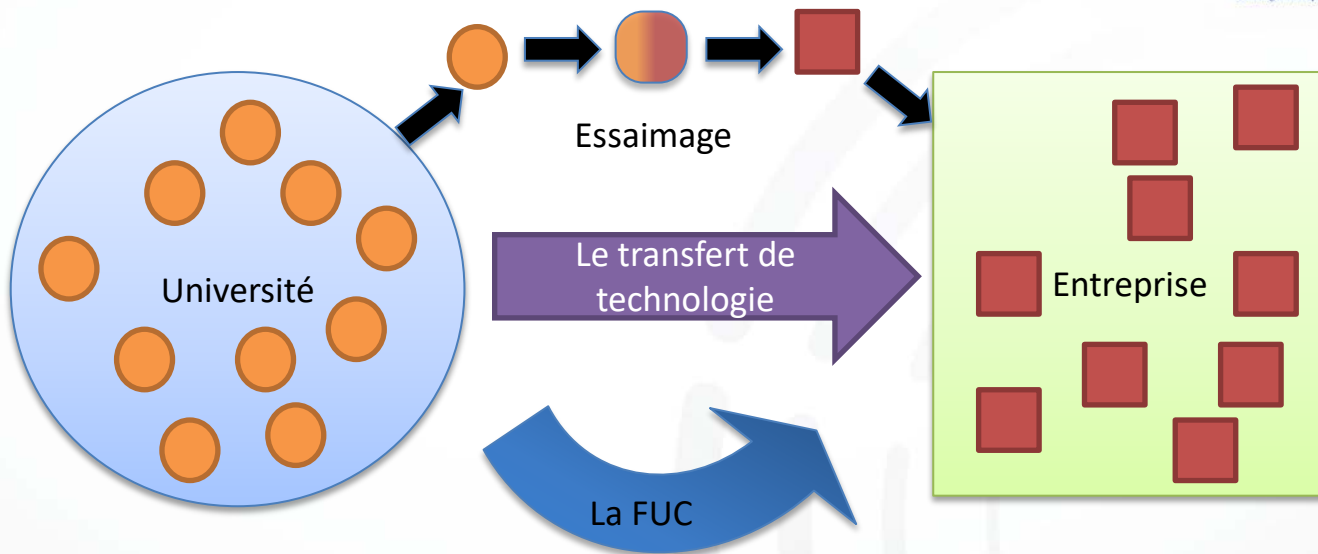 Essaimage
Université
Le transfert de
technologie
Entreprise
La FUC